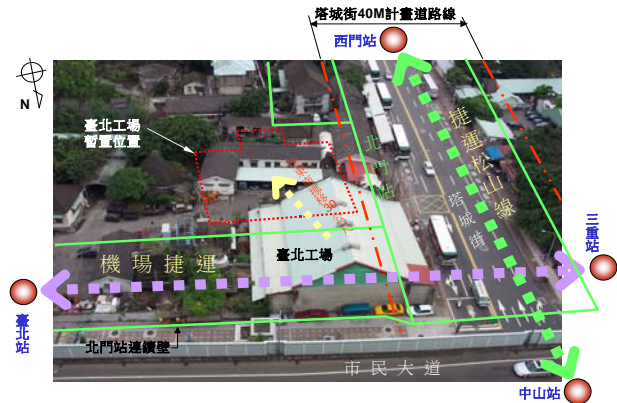 塔城街40M計畫道路線
西門站
N
臺北工場
暫置位置
捷運松山線
北門站
塔城街
三重站
臺北工場
機場捷運
臺北站
北門站連續壁
市民大道
中山站